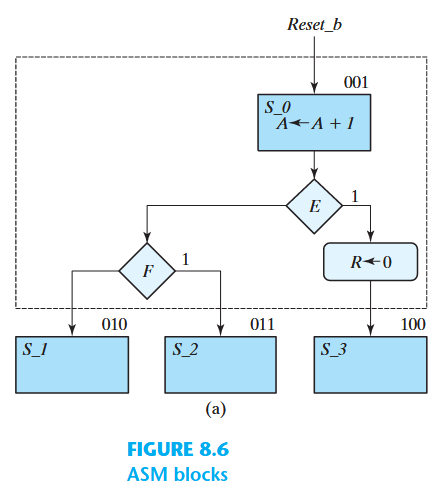 Reset_b
001
S_0
A ← A + 1
E
1
F
1
R ← 0
010
011
100
S_1
S_2
S_3
(a)
FIGURE 8.6
ASM blocks